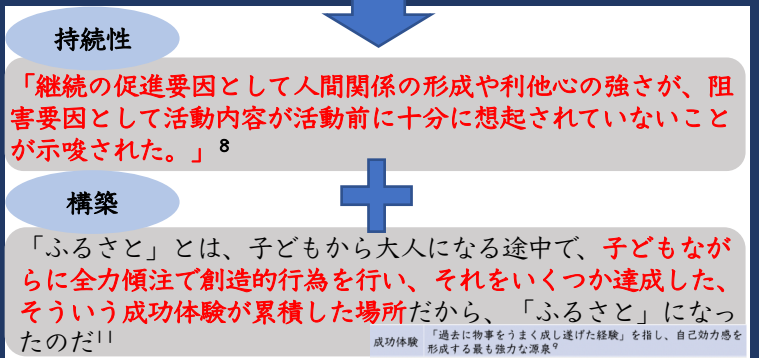 持続性
「継続の促進要因として人間関係の形成や利他心の強さが、阻
害要因として活動内容が活動前に十分に想起されていないこと
が示唆された。」8
構築
「ふるさと」とは、子どもから大人になる途中で、子どもなが
らに全力傾注で創造的行為を行い、それをいくつか達成した、
そういう成功体験が累積した場所だから、「ふるさと」になっ
たのだ11
成功体験
「過去に物事をうまく成し遂げた経験」を指し、自己効力感を
形成する最も強力な源泉9